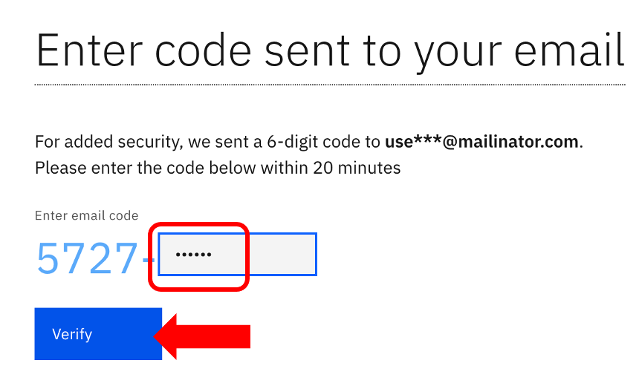 Enter code sent to your email
For added security, we sent a 6-digit code to use***@mailinator.com.
Please enter the code below within 20 minutes
Enter email code
5727- ••••••
Verify